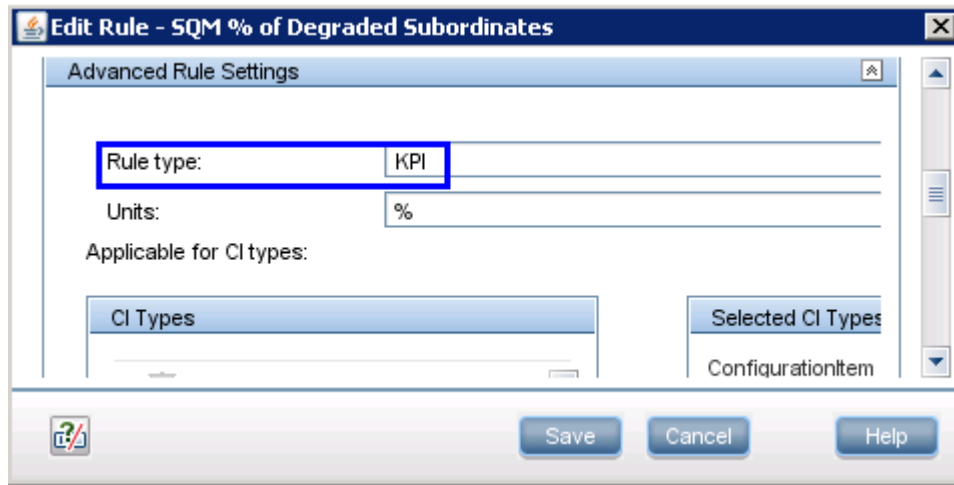 Edit Rule - SQM % of Degraded Subordinates
Advanced Rule Settings
Rule type: KPI
Units: %
Applicable for CI types:
CI Types Selected CI Types
ConfigurationItem
Save Cancel Help